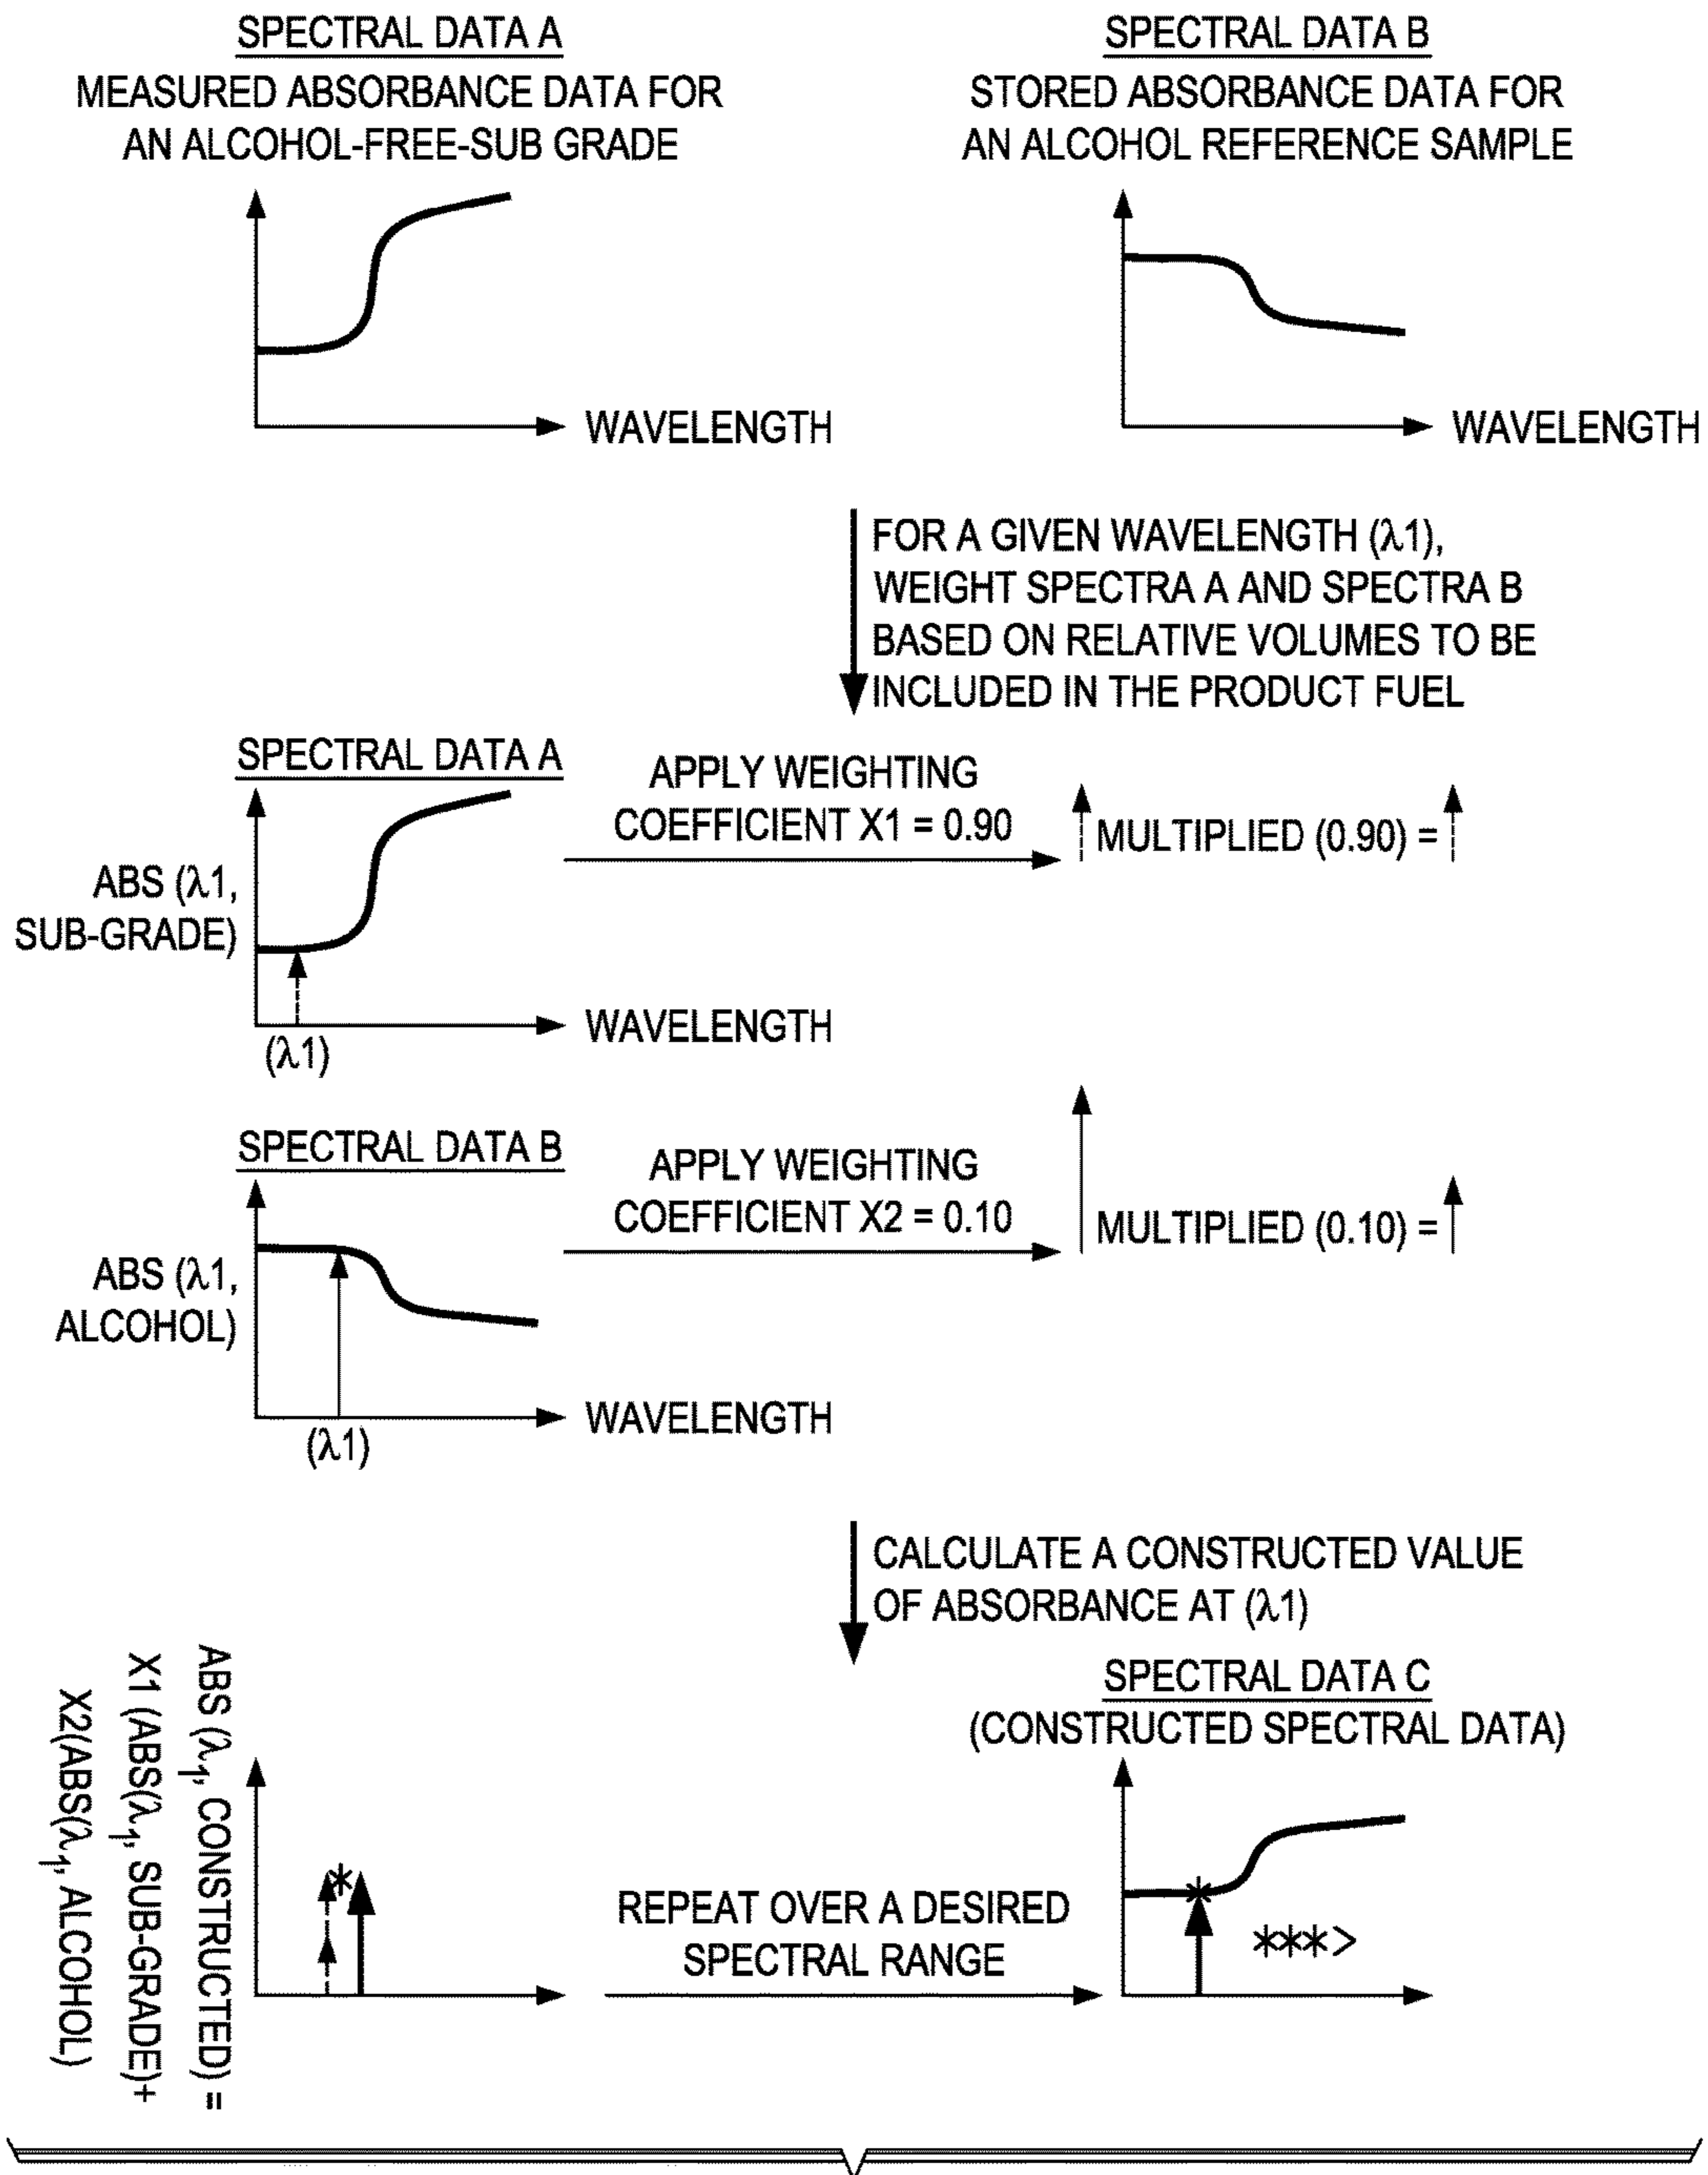 SPECTRAL DATA A
MEASURED ABSORBANCE DATA FOR
AN ALCOHOL-FREE-SUB GRADE
WAVELENGTH
SPECTRAL DATA B
STORED ABSORBANCE DATA FOR
AN ALCOHOL REFERENCE SAMPLE
WAVELENGTH
FOR A GIVEN WAVELENGTH (λ1),
WEIGHT SPECTRA A AND SPECTRA B
BASED ON RELATIVE VOLUMES TO BE
INCLUDED IN THE PRODUCT FUEL
SPECTRAL DATA A
ABS (λ1,
SUB-GRADE)
(λ1)
WAVELENGTH
APPLY WEIGHTING
COEFFICIENT X1 = 0.90
MULTIPLIED (0.90) =
SPECTRAL DATA B
ABS (λ1,
ALCOHOL)
(λ1)
WAVELENGTH
APPLY WEIGHTING
COEFFICIENT X2 = 0.10
MULTIPLIED (0.10) =
CALCULATE A CONSTRUCTED VALUE
OF ABSORBANCE AT (λ1)
ABS (λ1, CONSTRUCTED) =
X1 (ABS(λ1, SUB-GRADE)+
X2(ABS(λ1, ALCOHOL)
*
REPEAT OVER A DESIRED
SPECTRAL RANGE
SPECTRAL DATA C
(CONSTRUCTED SPECTRAL DATA)
*
***>